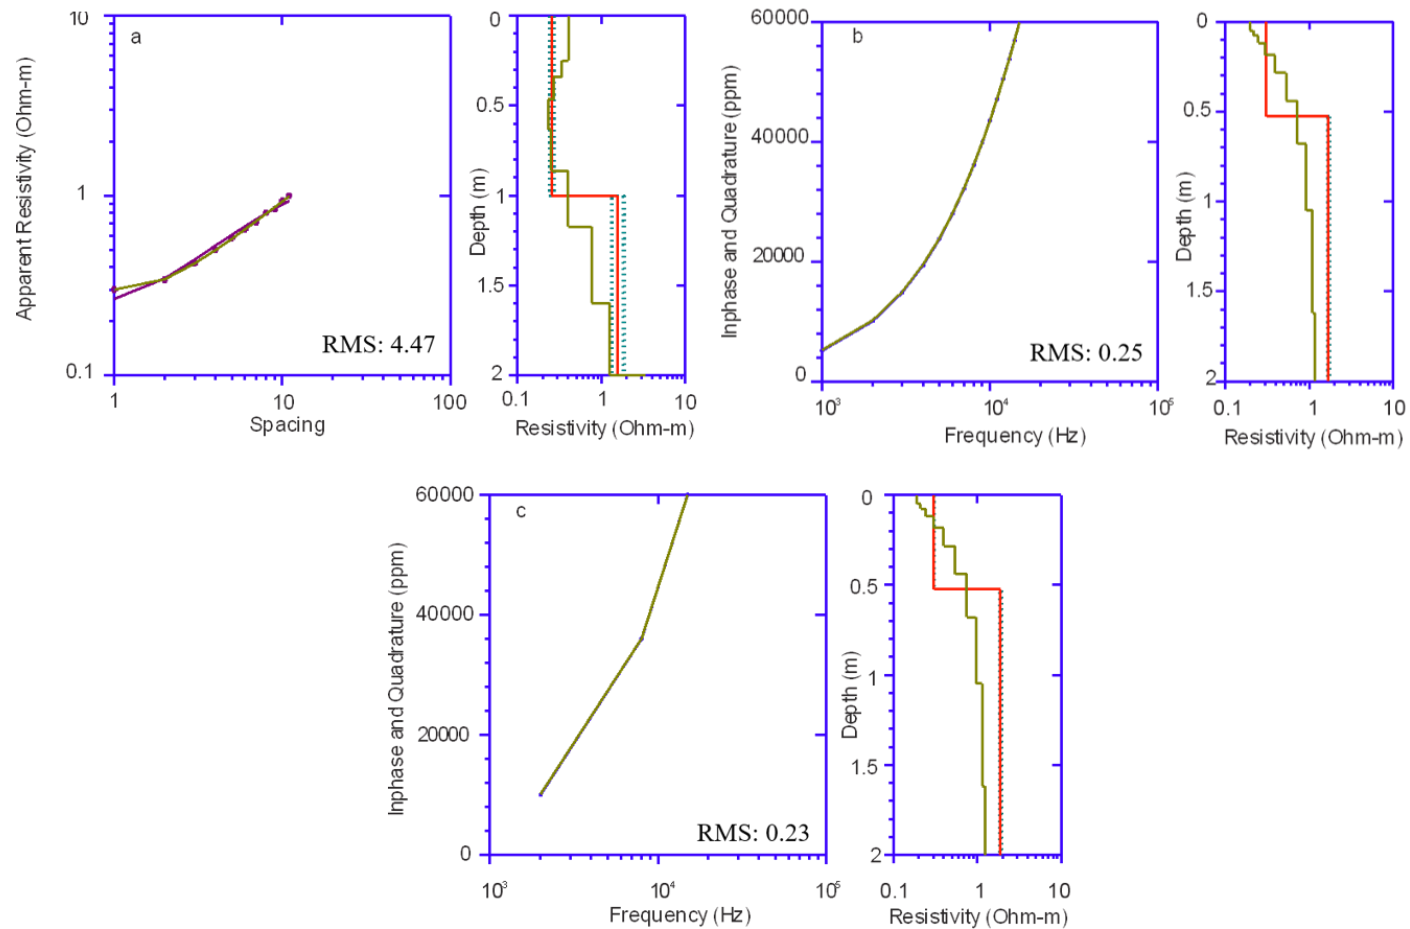 a
Apparent Resistivity (Ohm-m)
10
1
0.1
RMS: 4.47
1 10 100
Spacing
Depth (m)
0
0.5
1
1.5
2
0.1 1 10
Resistivity (Ohm-m)
b
Inphase and Quadrature (ppm)
60000
40000
20000
0
RMS: 0.25
10³ 10⁴ 10⁵
Frequency (Hz)
Depth (m)
0
0.5
1
1.5
2
0.1 1 10
Resistivity (Ohm-m)
c
Inphase and Quadrature (ppm)
60000
40000
20000
0
RMS: 0.23
10³ 10⁴ 10⁵
Frequency (Hz)
Depth (m)
0
0.5
1
1.5
2
0.1 1 10
Resistivity (Ohm-m)